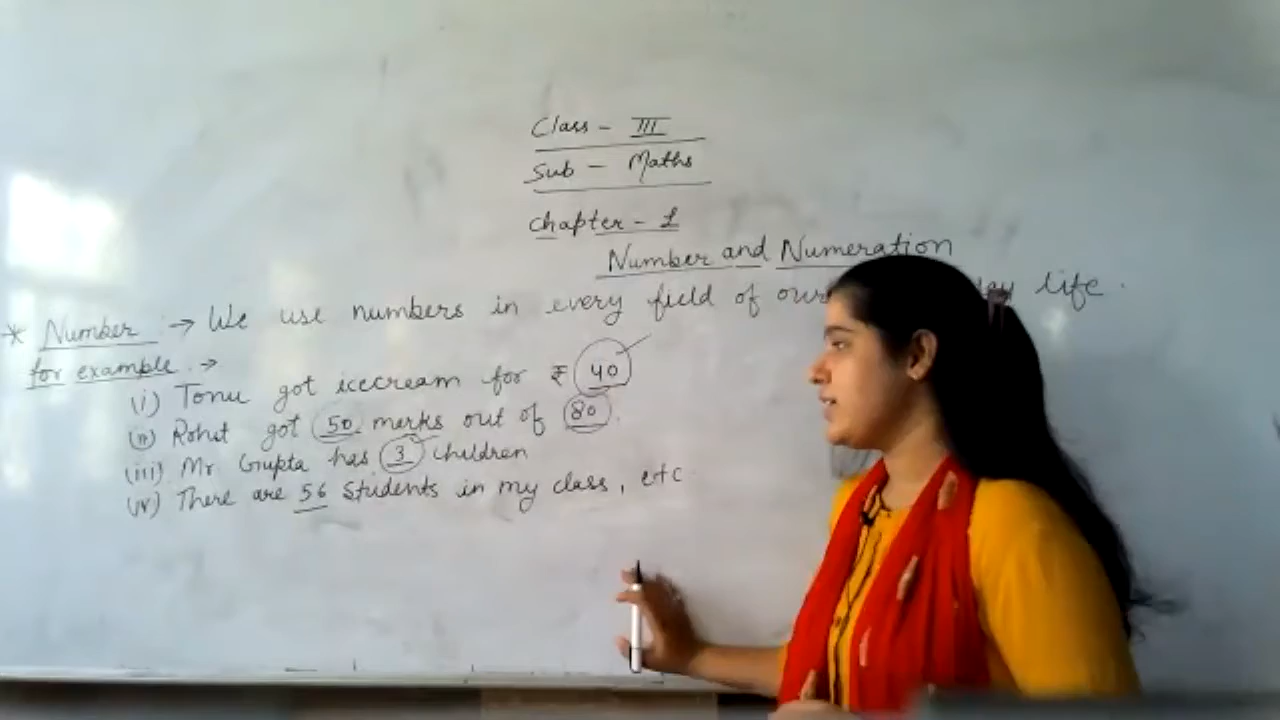 Class - III
Sub - Maths
Chapter - 1
Number and Numeration
* Number :→ We use numbers in every field of our day life.
for example :→
(i) Tonu got icecream for ₹ 40
(ii) Rohit got 50 marks out of 80.
(iii) Mr Gupta has 3 children
(iv) There are 56 students in my class, etc